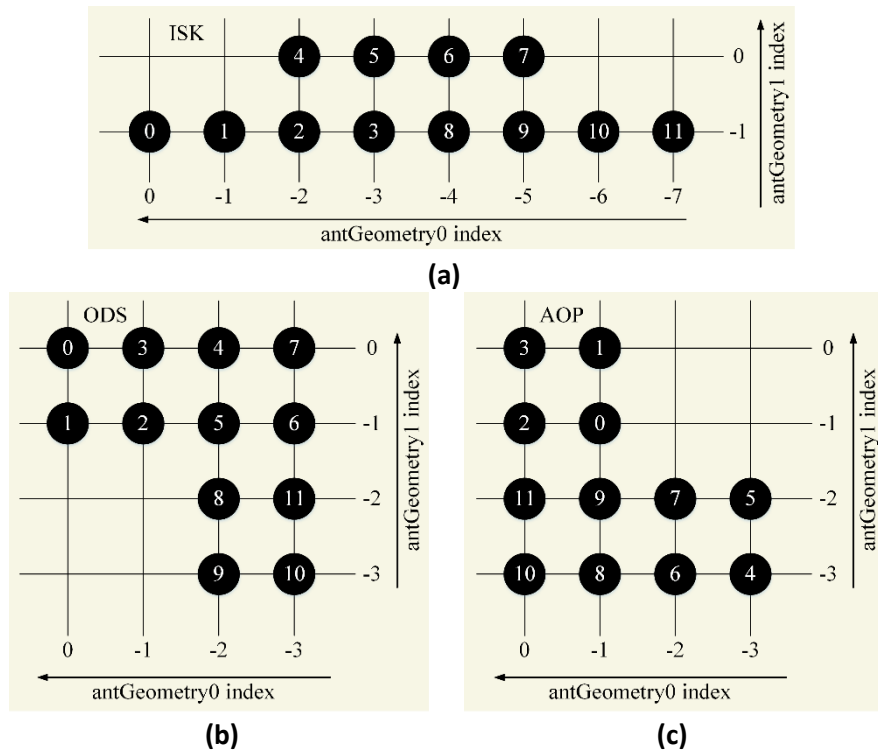 ISK
4 5 6 7 0
0 1 2 3 8 9 10 11 -1
0 -1 -2 -3 -4 -5 -6 -7
antGeometry0 index
antGeometry1 index
(a)
ODS
0 3 4 7 0
1 2 5 6 -1
8 11 -2
9 10 -3
0 -1 -2 -3
antGeometry0 index
antGeometry1 index
(b)
AOP
3 1 0
2 0 -1
11 9 7 5 -2
10 8 6 4 -3
0 -1 -2 -3
antGeometry0 index
antGeometry1 index
(c)